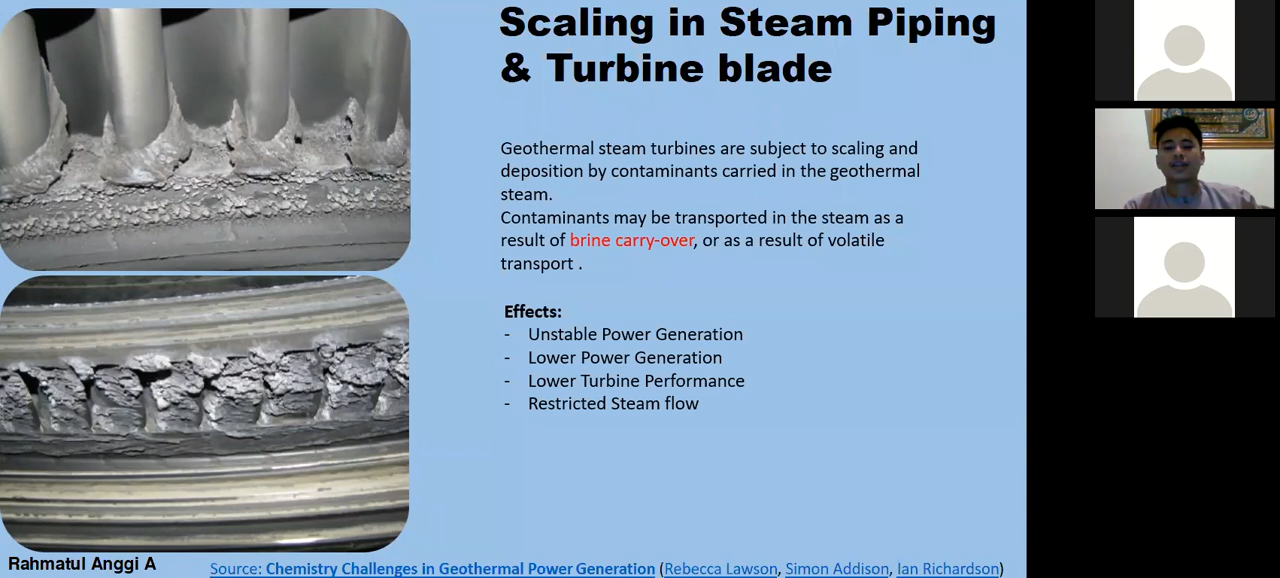 Scaling in Steam Piping
& Turbine blade
Geothermal steam turbines are subject to scaling and
deposition by contaminants carried in the geothermal
steam.
Contaminants may be transported in the steam as a
result of brine carry-over, or as a result of volatile
transport .
Effects:
- Unstable Power Generation
- Lower Power Generation
- Lower Turbine Performance
- Restricted Steam flow
Rahmatul Anggi A
Source: Chemistry Challenges in Geothermal Power Generation (Rebecca Lawson, Simon Addison, Ian Richardson)